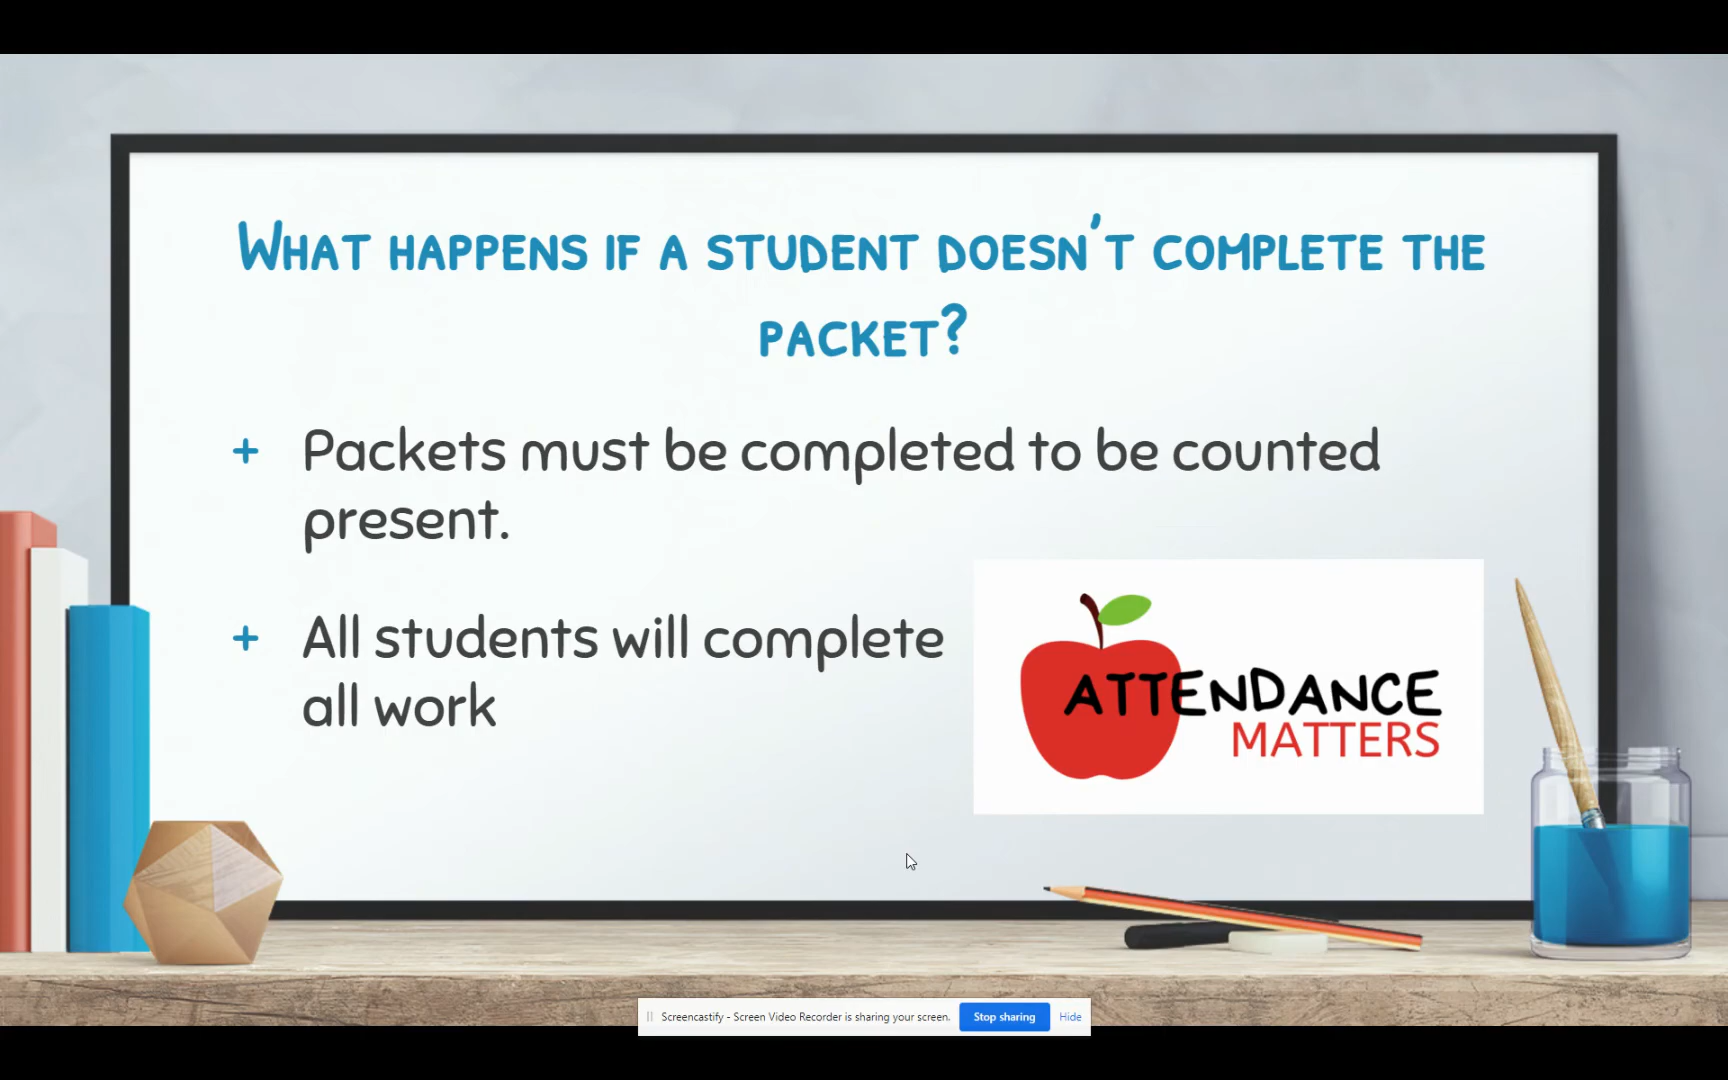 What happens if a student doesn't complete the
packet?
+ Packets must be completed to be counted
present.
+ All students will complete
all work
ATTENDANCE
MATTERS
Screencastify - Screen Video Recorder is sharing your screen. Stop sharing Hide